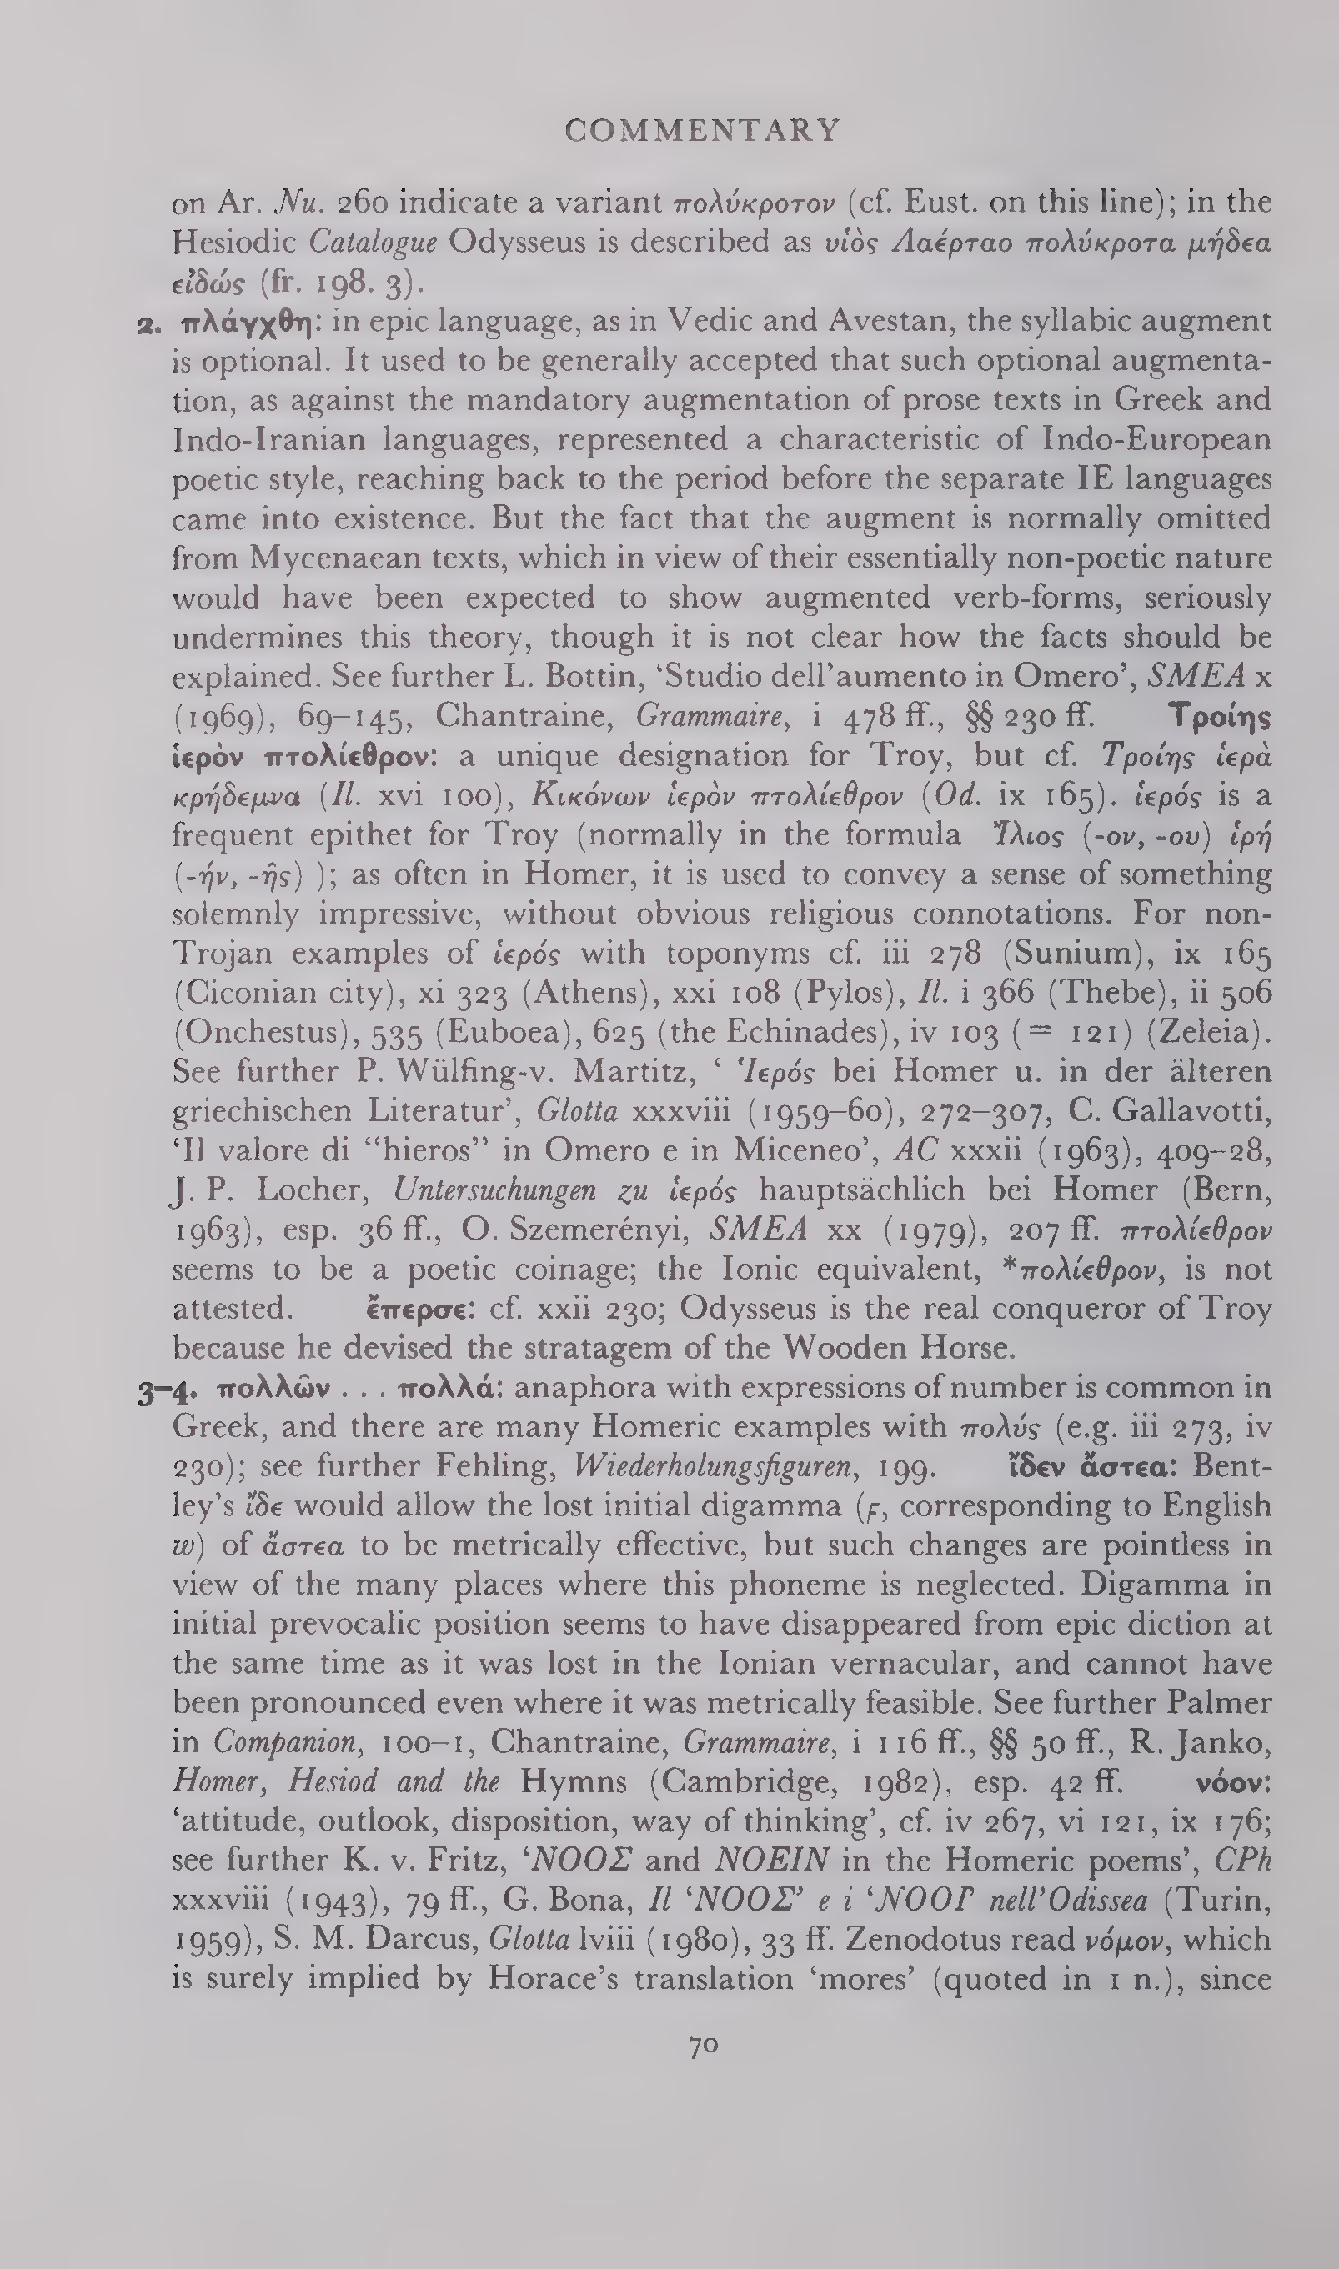 COMMENTARY
on Ar. Nu. 260 indicate a variant πολύκροτον (cf. Eust. on this line); in the
Hesiodic Catalogue Odysseus is described as υἱὸς Λαέρταο πολύκροτα μήδεα
εἰδώς (fr. 198. 3).
2. πλάγχθη: in epic language, as in Vedic and Avestan, the syllabic augment
is optional. It used to be generally accepted that such optional augmenta-
tion, as against the mandatory augmentation of prose texts in Greek and
Indo-Iranian languages, represented a characteristic of Indo-European
poetic style, reaching back to the period before the separate IE languages
came into existence. But the fact that the augment is normally omitted
from Mycenaean texts, which in view of their essentially non-poetic nature
would have been expected to show augmented verb-forms, seriously
undermines this theory, though it is not clear how the facts should be
explained. See further L. Bottin, ‘Studio dell’aumento in Omero’, SMEA x
(1969), 69–145, Chantraine, Grammaire, i 478 ff., §§ 230 ff. Τροίης
ἱερὸν πτολίεθρον: a unique designation for Troy, but cf. Τροίης ἱερὰ
κρήδεμνα (Il. xvi 100), Κικόνων ἱερὸν πτολίεθρον (Od. ix 165). ἱερός is a
frequent epithet for Troy (normally in the formula Ἴλιος (-ον, -ου) ἱρή
(-ήν, -ῆς) ); as often in Homer, it is used to convey a sense of something
solemnly impressive, without obvious religious connotations. For non-
Trojan examples of ἱερός with toponyms cf. iii 278 (Sunium), ix 165
(Ciconian city), xi 323 (Athens), xxi 108 (Pylos), Il. i 366 (Thebe), ii 506
(Onchestus), 535 (Euboea), 625 (the Echinades), iv 103 (= 121) (Zeleia).
See further P. Wülfing-v. Martitz, ‘ Ἱερός bei Homer u. in der älteren
griechischen Literatur’, Glotta xxxviii (1959–60), 272–307, C. Gallavotti,
‘Il valore di “hieros” in Omero e in Miceneo’, AC xxxii (1963), 409–28,
J. P. Locher, Untersuchungen zu ἱερός hauptsächlich bei Homer (Bern,
1963), esp. 36 ff., O. Szemerényi, SMEA xx (1979), 207 ff. πτολίεθρον
seems to be a poetic coinage; the Ionic equivalent, *πολίεθρον, is not
attested. ἔπερσε: cf. xxii 230; Odysseus is the real conqueror of Troy
because he devised the stratagem of the Wooden Horse.
3–4. πολλῶν . . . πολλά: anaphora with expressions of number is common in
Greek, and there are many Homeric examples with πολύς (e.g. iii 273, iv
230); see further Fehling, Wiederholungsfiguren, 199. ἴδεν ἄστεα: Bent-
ley’s ἴδε would allow the lost initial digamma (ϝ, corresponding to English
w) of ἄστεα to be metrically effective, but such changes are pointless in
view of the many places where this phoneme is neglected. Digamma in
initial prevocalic position seems to have disappeared from epic diction at
the same time as it was lost in the Ionian vernacular, and cannot have
been pronounced even where it was metrically feasible. See further Palmer
in Companion, 100–1, Chantraine, Grammaire, i 116 ff., §§ 50 ff., R. Janko,
Homer, Hesiod and the Hymns (Cambridge, 1982), esp. 42 ff. νόον:
‘attitude, outlook, disposition, way of thinking’, cf. iv 267, vi 121, ix 176;
see further K. v. Fritz, ‘ΝΟΟΣ and NOEIN in the Homeric poems’, CPh
xxxviii (1943), 79 ff., G. Bona, Il ‘ΝΟΟΣ’ e i ‘ΝΟΟΙ’ nell’Odissea (Turin,
1959), S. M. Darcus, Glotta lviii (1980), 33 ff. Zenodotus read νόμον, which
is surely implied by Horace’s translation ‘mores’ (quoted in 1 n.), since
70